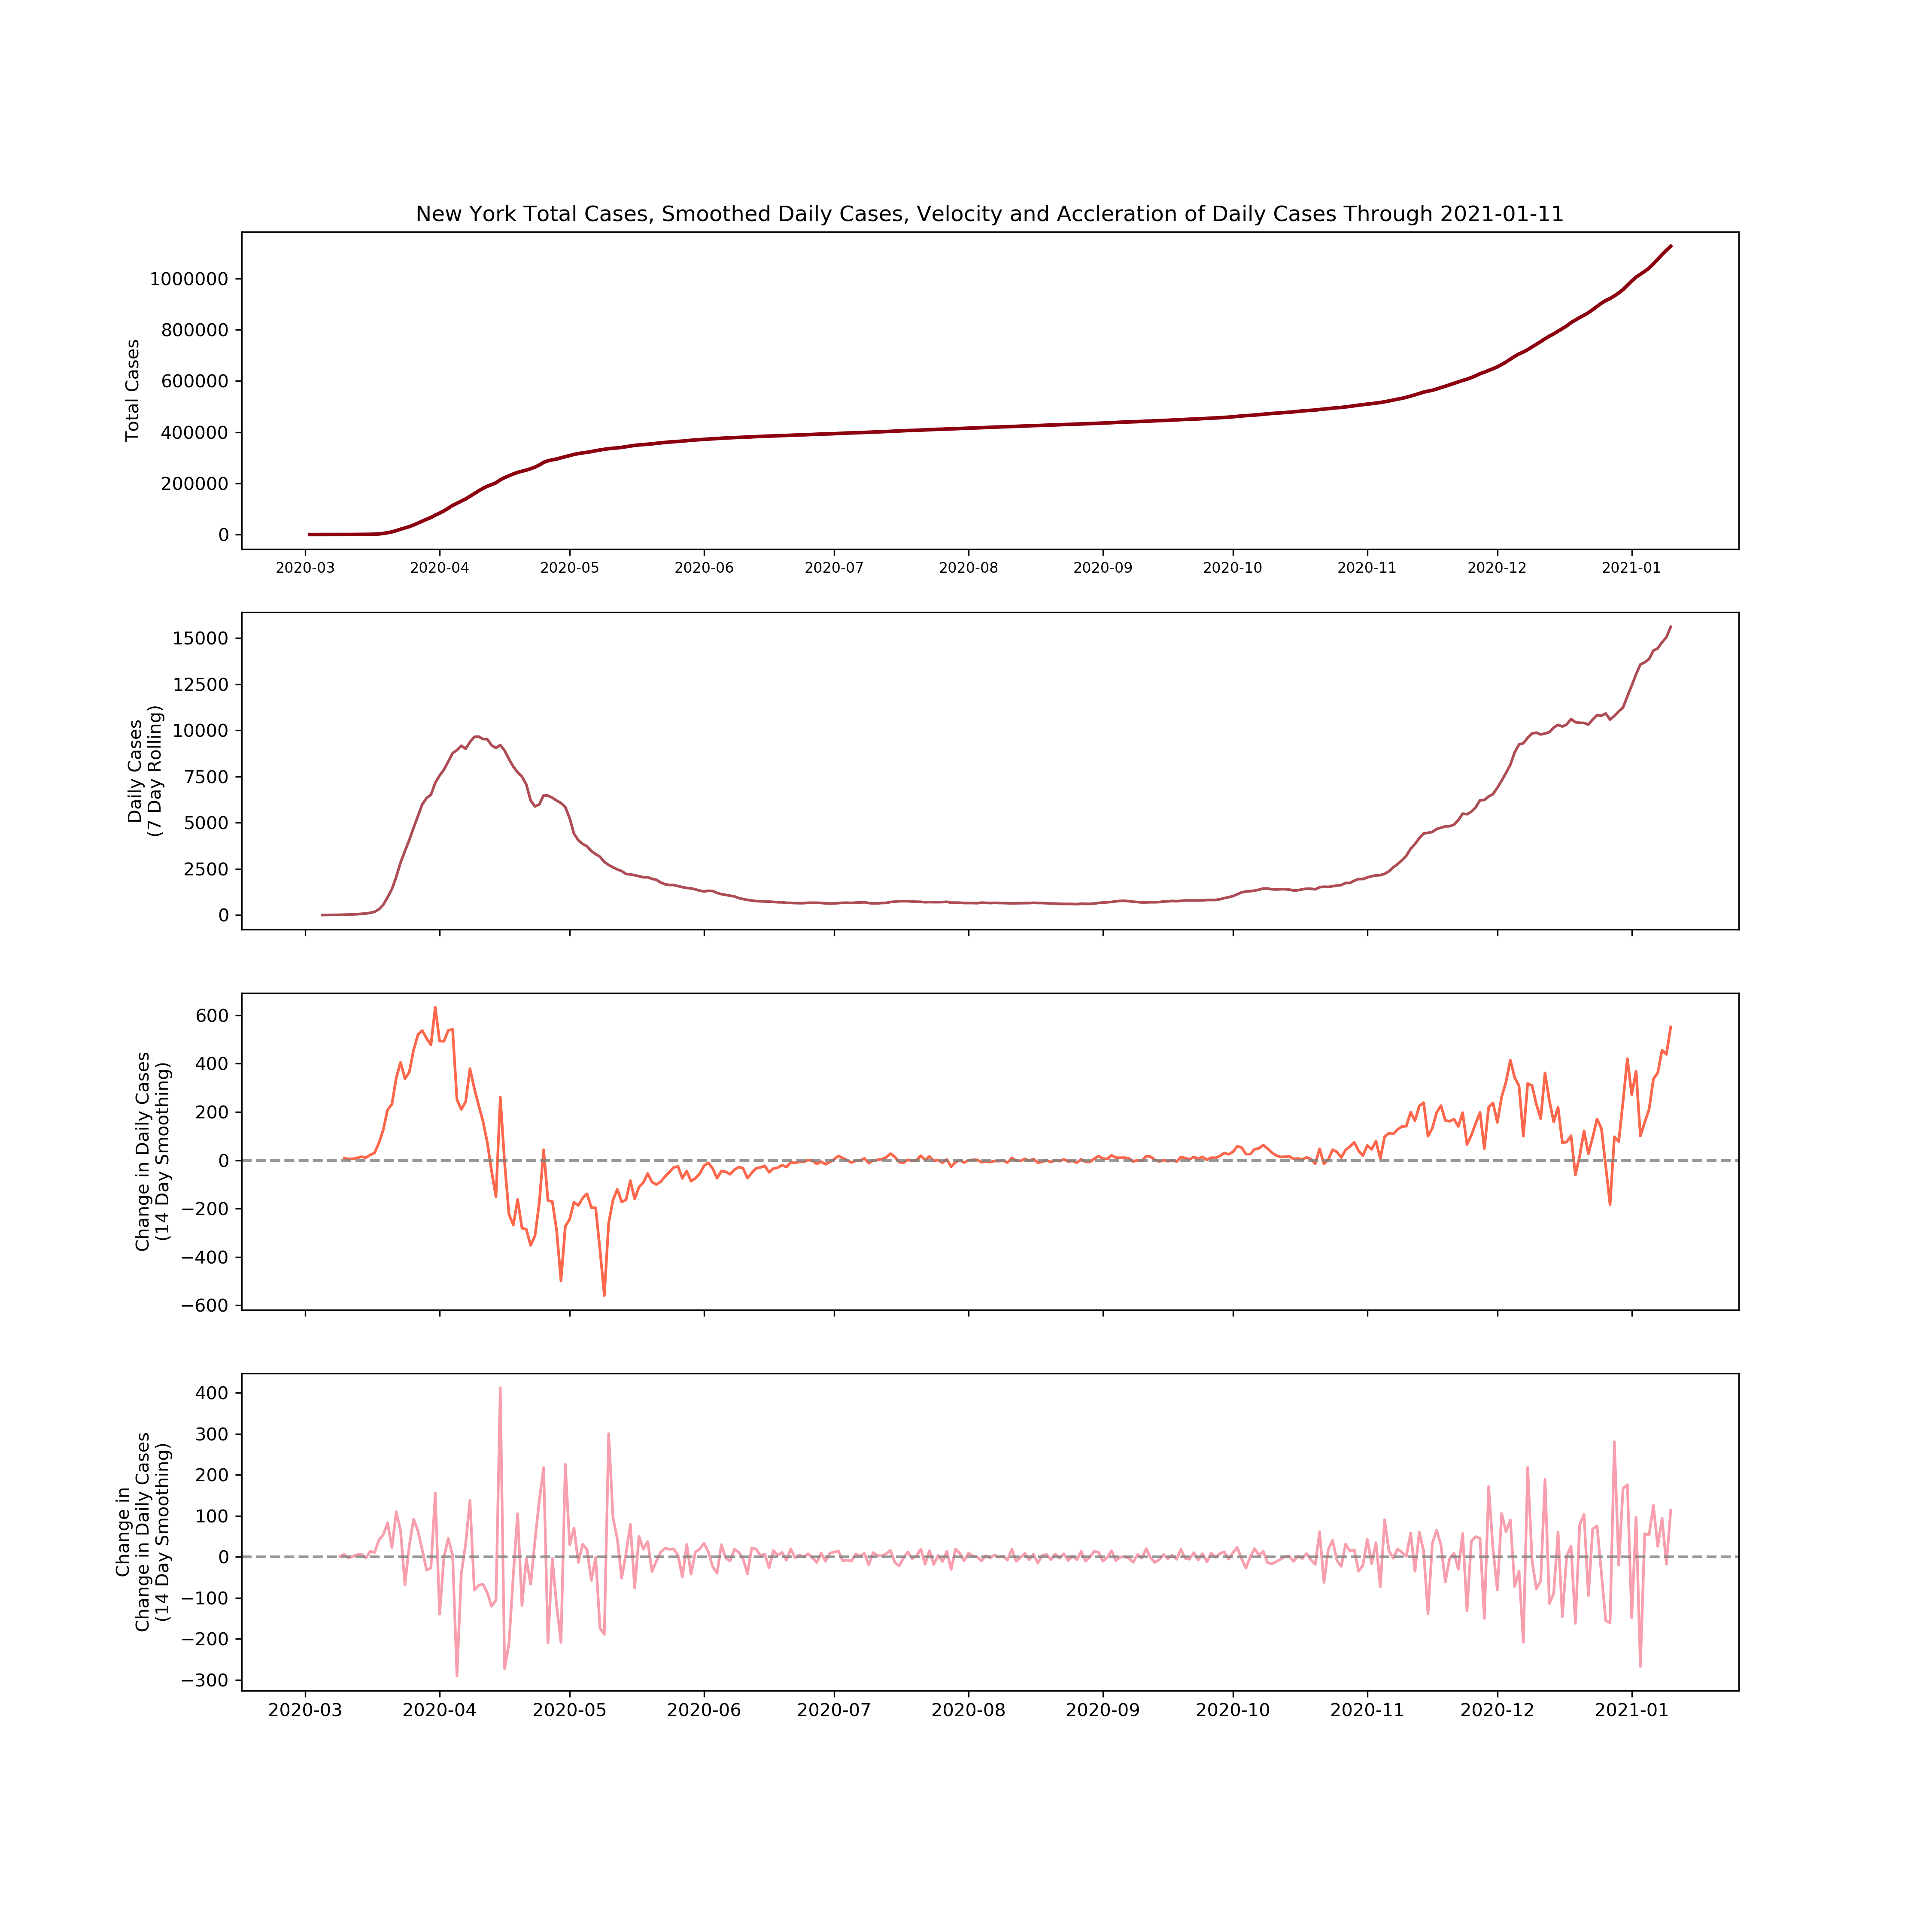 New York Total Cases, Smoothed Daily Cases, Velocity and Accleration of Daily Cases Through 2021-01-11
Total Cases
1000000
800000
600000
400000
200000
0
2020-03 2020-04 2020-05 2020-06 2020-07 2020-08 2020-09 2020-10 2020-11 2020-12 2021-01
Daily Cases
(7 Day Rolling)
15000
12500
10000
7500
5000
2500
0
Change in Daily Cases
(14 Day Smoothing)
600
400
200
0
−200
−400
−600
Change in
Change in Daily Cases
(14 Day Smoothing)
400
300
200
100
0
−100
−200
−300
2020-03 2020-04 2020-05 2020-06 2020-07 2020-08 2020-09 2020-10 2020-11 2020-12 2021-01